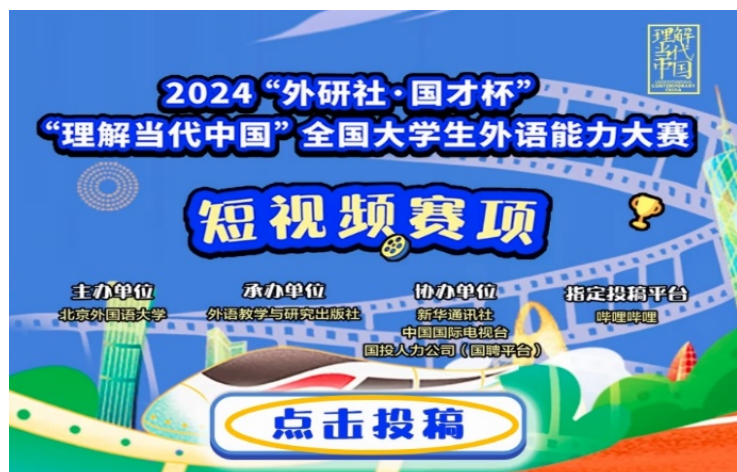 理解
当代
中国
CONTEMPORARY
CHINA
2024“外研社·国才杯”
“理解当代中国”全国大学生外语能力大赛
短视频赛项
主办单位
北京外国语大学
承办单位
外语教学与研究出版社
协办单位
新华通讯社
中国国际电视台
国投人力公司（国聘平台）
指定投稿平台
哔哩哔哩
点击投稿